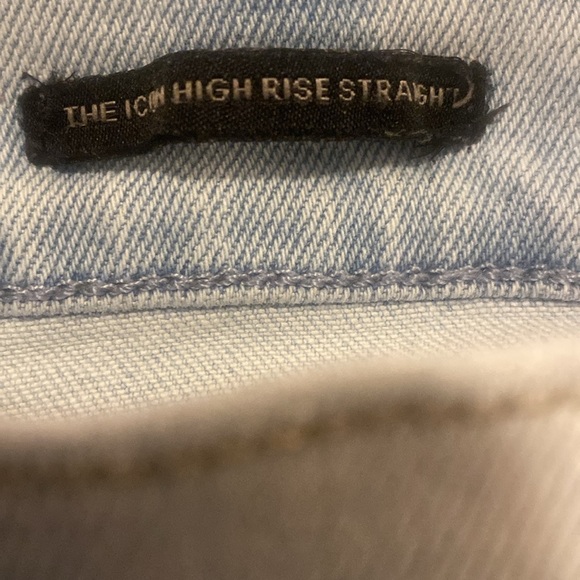 THE ICON HIGH RISE STRAIGHT